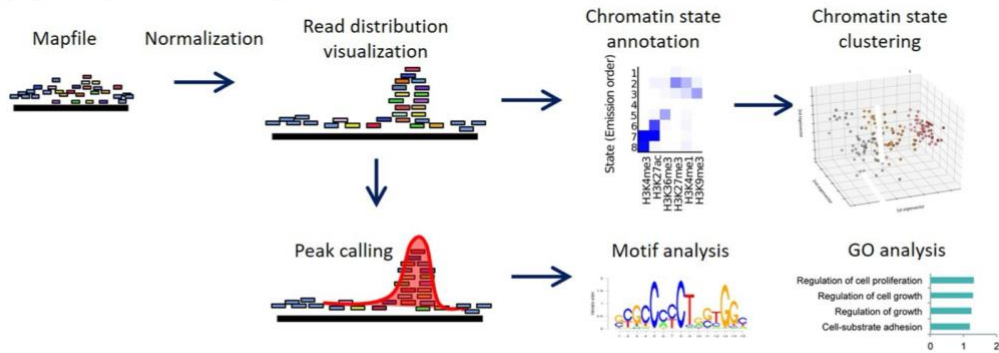 Mapfile
Normalization
Read distribution
visualization
Chromatin state
annotation
Chromatin state
clustering
State (Emission order)
1
2
3
4
5
6
7
8
H3K4me3
H3K27ac
H3K36me3
H3K27me3
H3K4me1
H3K9me3
Peak calling
Motif analysis
GO analysis
Regulation of cell proliferation
Regulation of cell growth
Regulation of growth
Cell-substrate adhesion
0 1 2